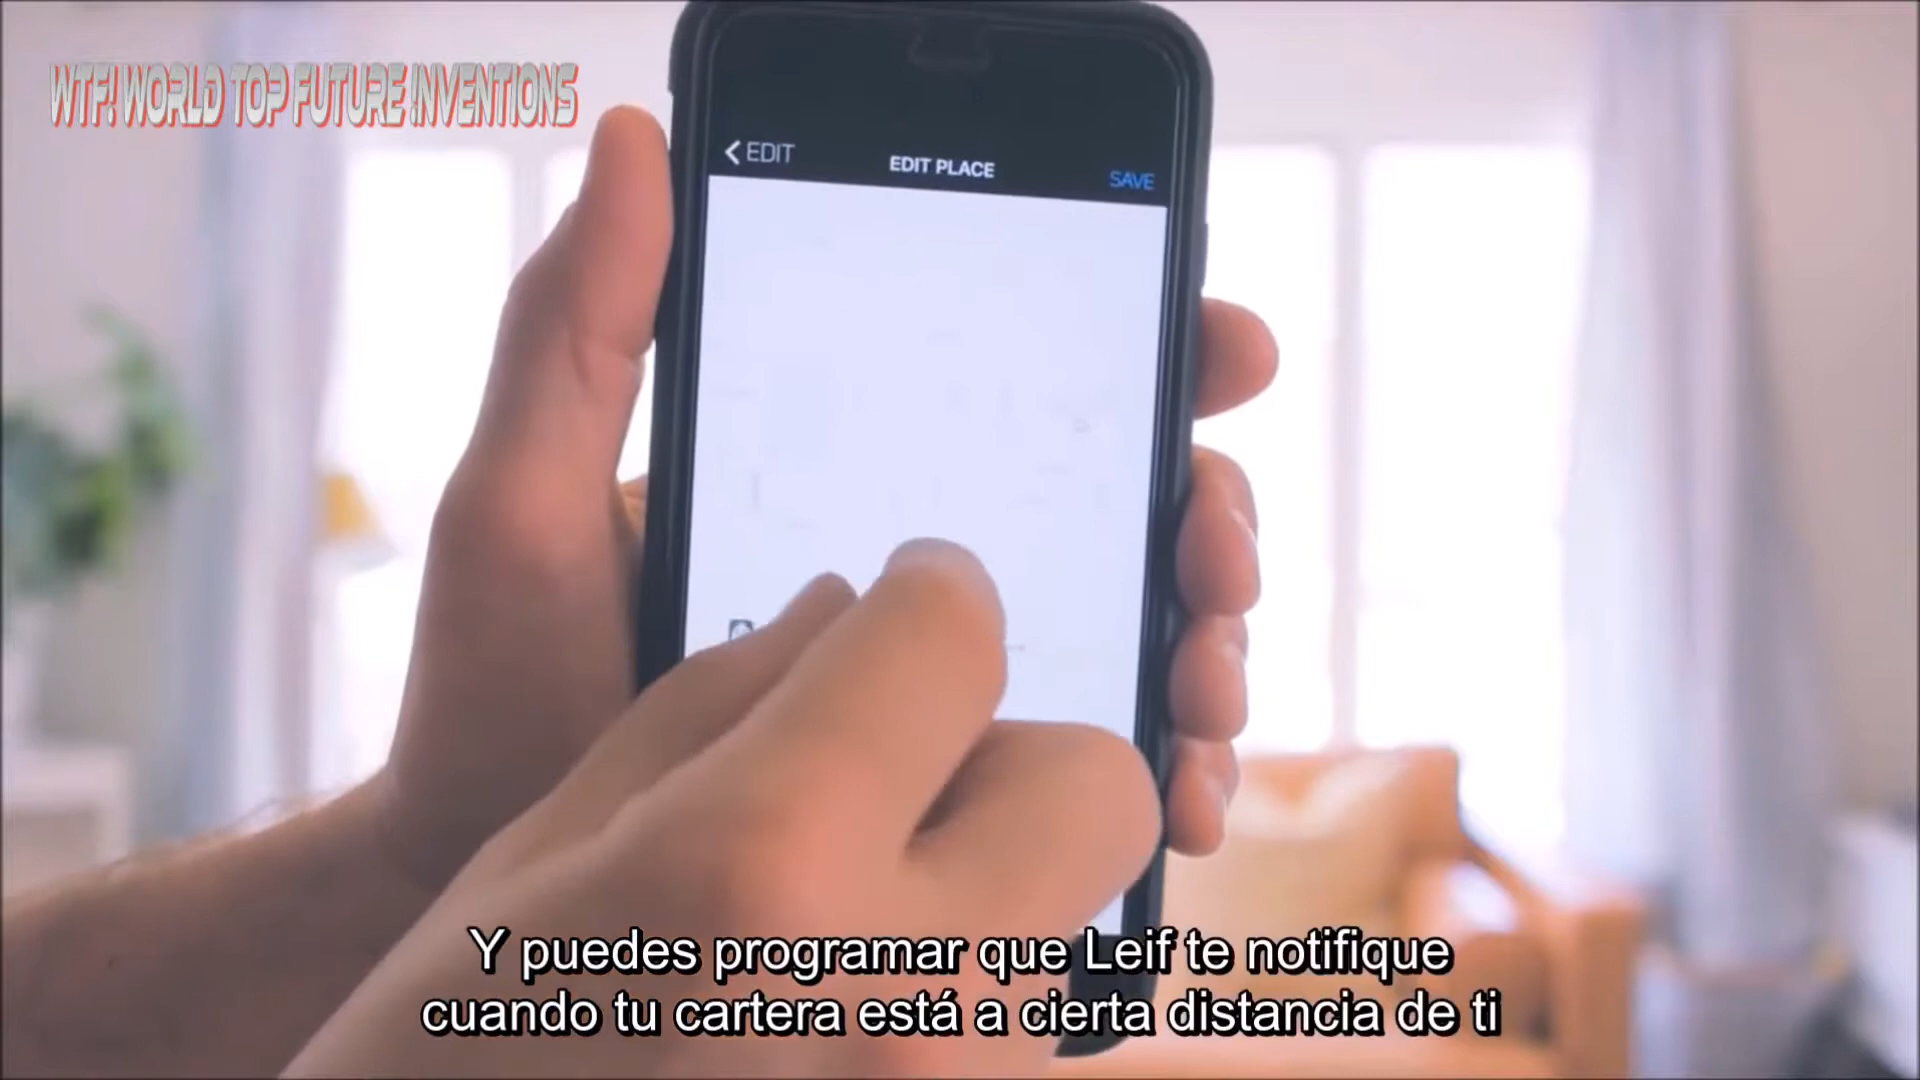 WTF! WORLD TOP FUTURE INVENTIONS
EDIT
EDIT PLACE
SAVE
Y puedes programar que Leif te notifique
cuando tu cartera está a cierta distancia de ti